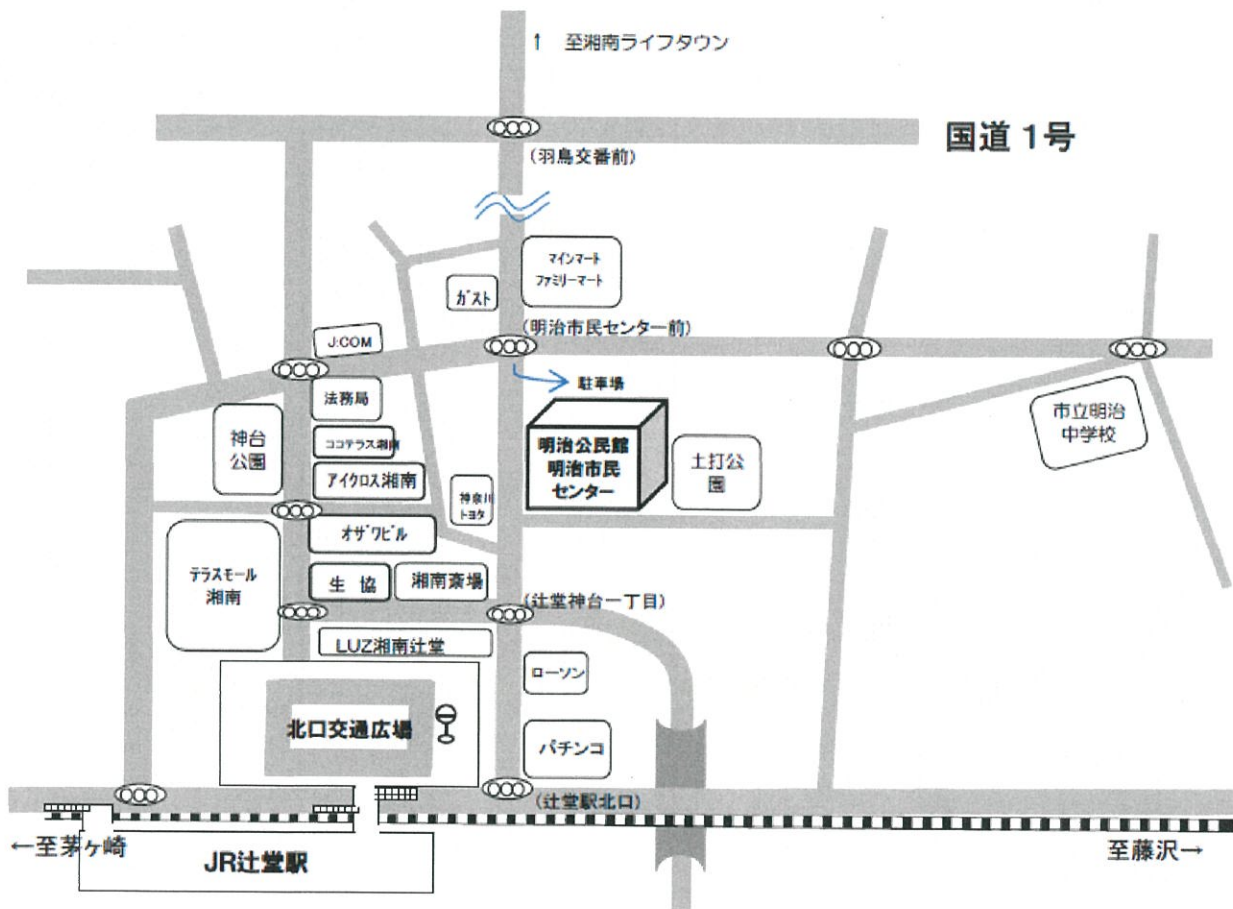 ↑ 至湘南ライフタウン
国道 1号
(羽鳥交番前)
マインマート
ファミリーマート
ガスト
(明治市民センター前)
J:COM
駐車場
法務局
市立明治
中学校
神台
公園
ココテラス湘南
明治公民館
明治市民
センター
土打公
園
アイクロス湘南
神奈川
トヨタ
オザワビル
テラスモール
湘南
生 協
湘南斎場
(辻堂神台一丁目)
LUZ湘南辻堂
ローソン
北口交通広場
パチンコ
(辻堂駅北口)
←至茅ヶ崎
JR辻堂駅
至藤沢→